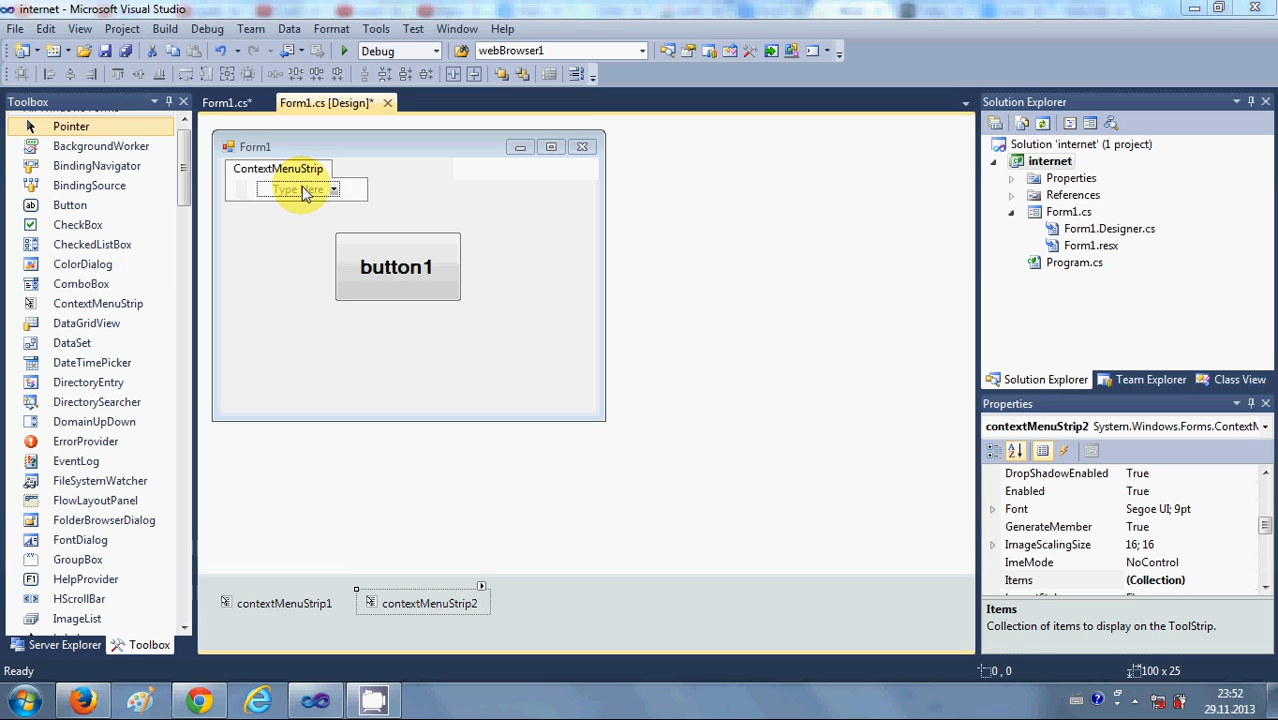 internet - Microsoft Visual Studio
File Edit View Project Build Debug Team Data Format Tools Test Window Help
Debug webBrowser1
Toolbox
Form1.cs* Form1.cs [Design]*
Solution Explorer
Pointer
BackgroundWorker
BindingNavigator
BindingSource
Button
CheckBox
CheckedListBox
ColorDialog
ComboBox
ContextMenuStrip
DataGridView
DataSet
DateTimePicker
DirectoryEntry
DirectorySearcher
DomainUpDown
ErrorProvider
EventLog
FileSystemWatcher
FlowLayoutPanel
FolderBrowserDialog
FontDialog
GroupBox
HelpProvider
HScrollBar
ImageList
Server Explorer Toolbox
Form1
ContextMenuStrip
Type Here
button1
contextMenuStrip1 contextMenuStrip2
Solution 'internet' (1 project)
internet
Properties
References
Form1.cs
Form1.Designer.cs
Form1.resx
Program.cs
Solution Explorer Team Explorer Class View
Properties
contextMenuStrip2 System.Windows.Forms.ContextM
DropShadowEnabled True
Enabled True
Font Segoe UI; 9pt
GenerateMember True
ImageScalingSize 16; 16
ImeMode NoControl
Items (Collection)
Items
Collection of items to display on the ToolStrip.
Ready
0 , 0
100 x 25
23:52
29.11.2013